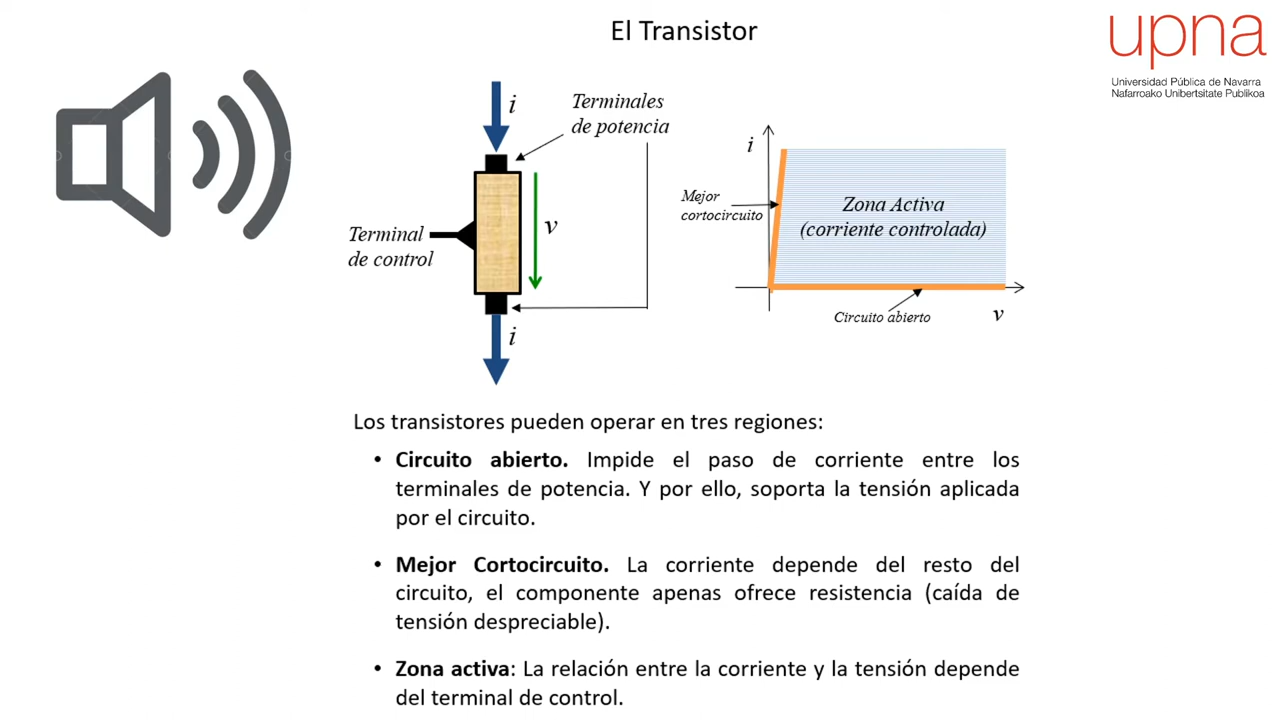 El Transistor
upna
Universidad Pública de Navarra
Nafarroako Unibertsitate Publikoa
i
Terminales
de potencia
Terminal
de control
v
i
i
Mejor
cortocircuito
Zona Activa
(corriente controlada)
Circuito abierto
v
Los transistores pueden operar en tres regiones:
• Circuito abierto. Impide el paso de corriente entre los
terminales de potencia. Y por ello, soporta la tensión aplicada
por el circuito.
• Mejor Cortocircuito. La corriente depende del resto del
circuito, el componente apenas ofrece resistencia (caída de
tensión despreciable).
• Zona activa: La relación entre la corriente y la tensión depende
del terminal de control.